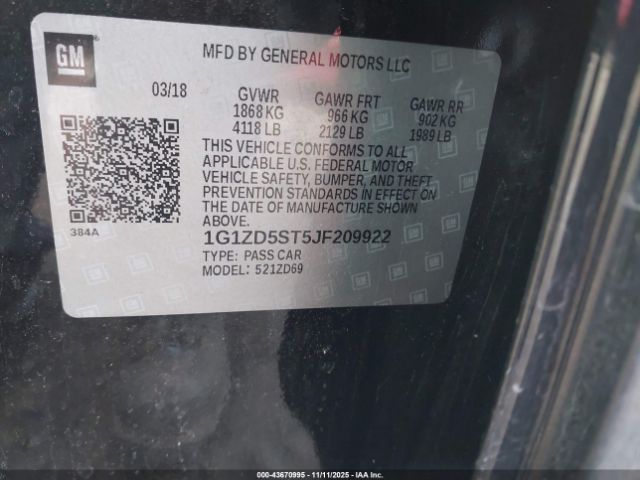 GM
MFD BY GENERAL MOTORS LLC
03/18 GVWR GAWR FRT GAWR RR
1868 KG 966 KG 902 KG
4118 LB 2129 LB 1989 LB
THIS VEHICLE CONFORMS TO ALL
APPLICABLE U.S. FEDERAL MOTOR
VEHICLE SAFETY, BUMPER, AND THEFT
PREVENTION STANDARDS IN EFFECT ON
THE DATE OF MANUFACTURE SHOWN
ABOVE.
384A
1G1ZD5ST5JF209922
TYPE: PASS CAR
MODEL: 521ZD69
000-43670995 - 11/11/2025 - IAA Inc.